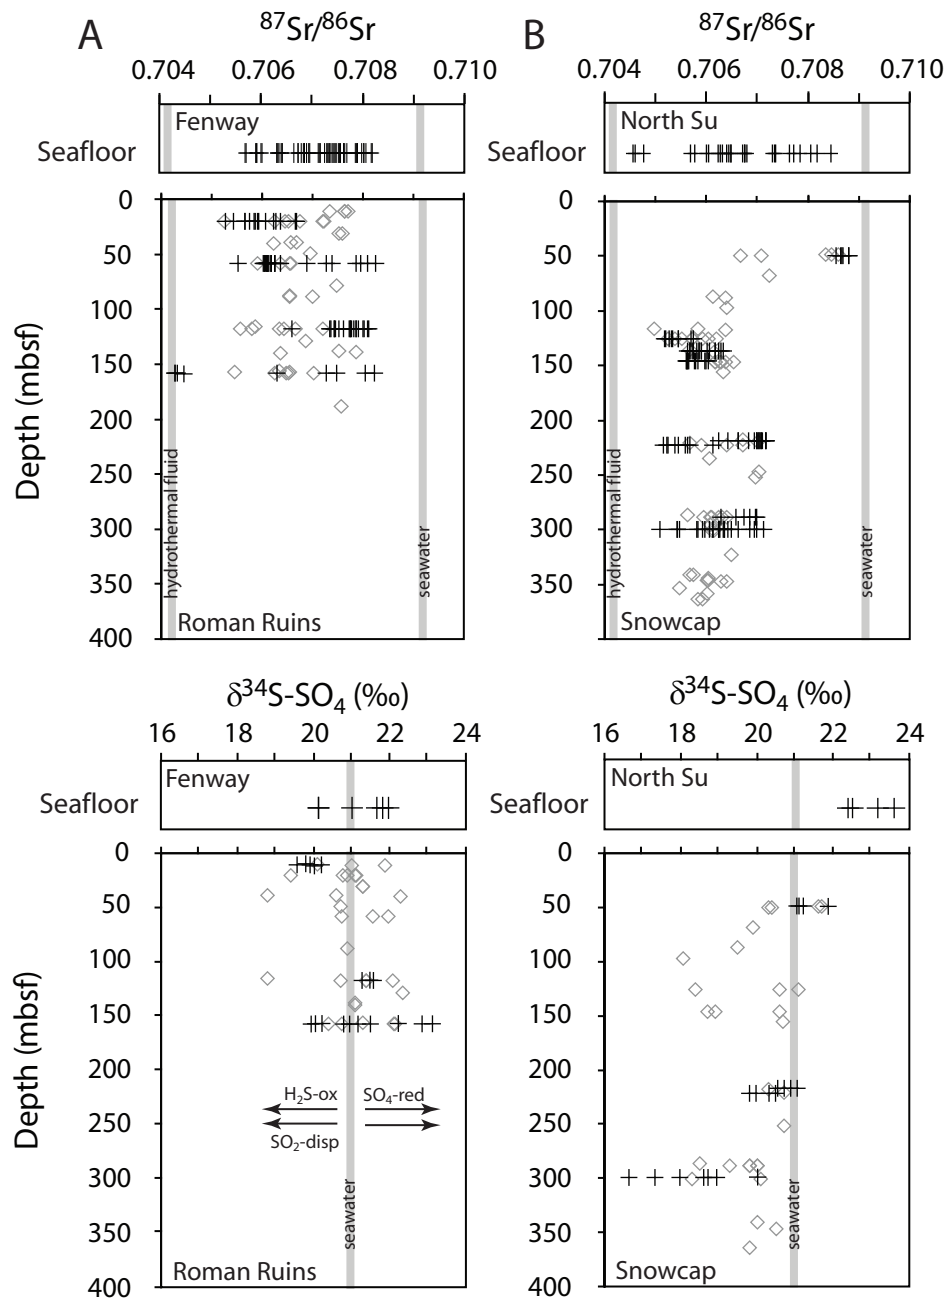 A
⁸⁷Sr/⁸⁶Sr
0.704 0.706 0.708 0.710
Fenway
Seafloor
0
50
100
150
200
250
300
350
400
Depth (mbsf)
hydrothermal fluid
seawater
Roman Ruins
B
⁸⁷Sr/⁸⁶Sr
0.704 0.706 0.708 0.710
North Su
Seafloor
0
50
100
150
200
250
300
350
400
hydrothermal fluid
seawater
Snowcap
δ³⁴S-SO₄ (‰)
16 18 20 22 24
Fenway
Seafloor
0
50
100
150
200
250
300
350
400
Depth (mbsf)
H₂S-ox
SO₄-red
SO₂-disp
seawater
Roman Ruins
δ³⁴S-SO₄ (‰)
16 18 20 22 24
North Su
Seafloor
0
50
100
150
200
250
300
350
400
seawater
Snowcap